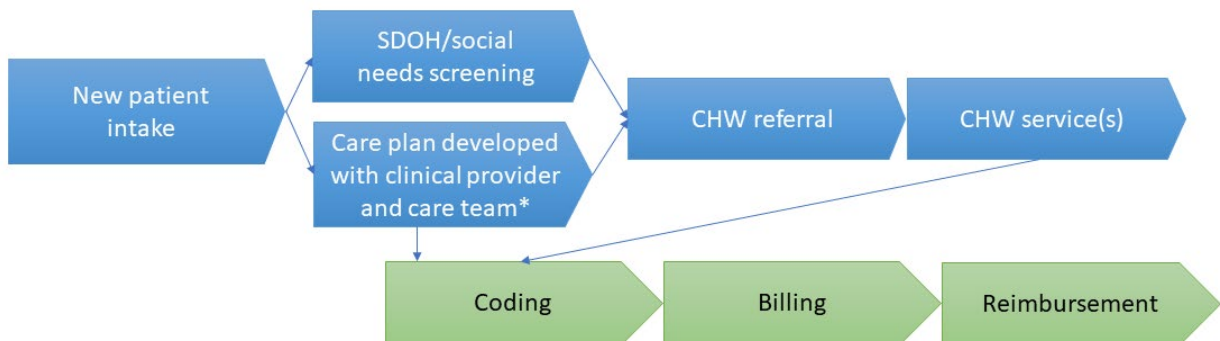 New patient
intake
SDOH/social
needs screening
Care plan developed
with clinical provider
and care team*
CHW referral
CHW service(s)
Coding
Billing
Reimbursement